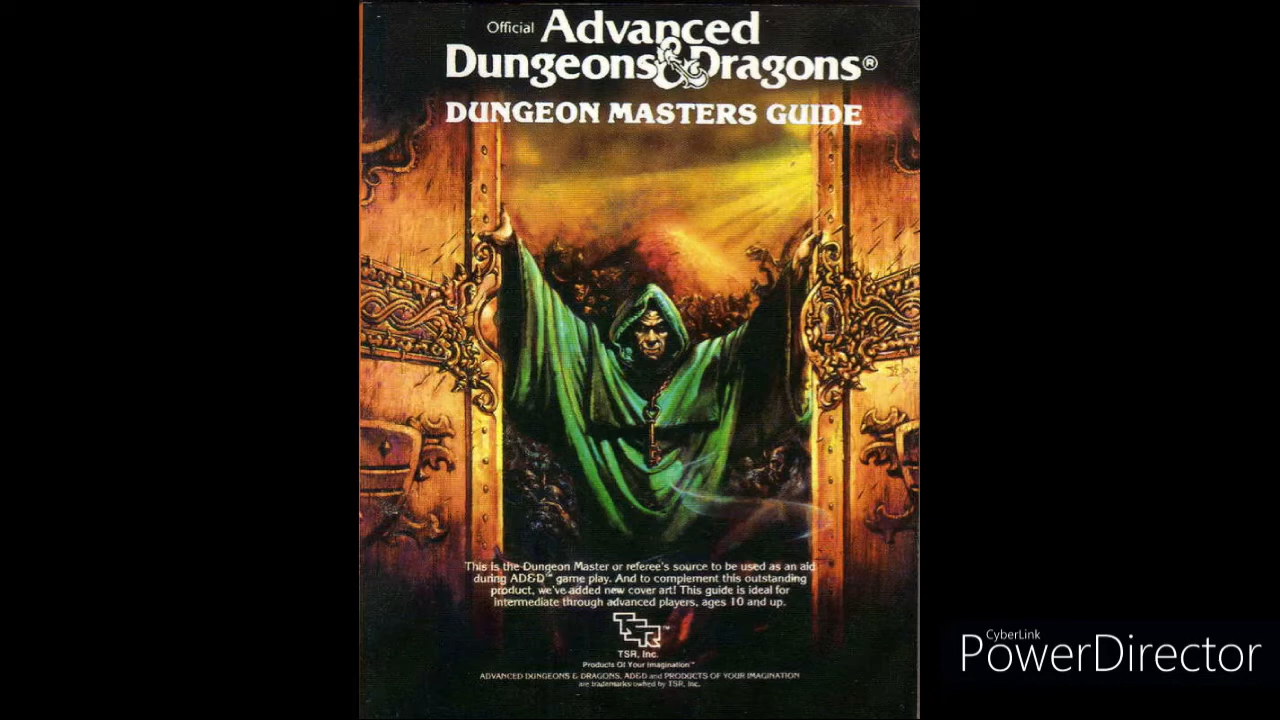 Official Advanced
Dungeons & Dragons®
DUNGEON MASTERS GUIDE
This is the Dungeon Master or referee's source to be used as an aid
during AD&D™ game play. And to complement this outstanding
product, we've added new cover art! This guide is ideal for
intermediate through advanced players, ages 10 and up.
TSR™
TSR, Inc.
Products Of Your Imagination™
ADVANCED DUNGEONS & DRAGONS, AD&D and PRODUCTS OF YOUR IMAGINATION
are trademarks owned by TSR, Inc.
CyberLink
PowerDirector